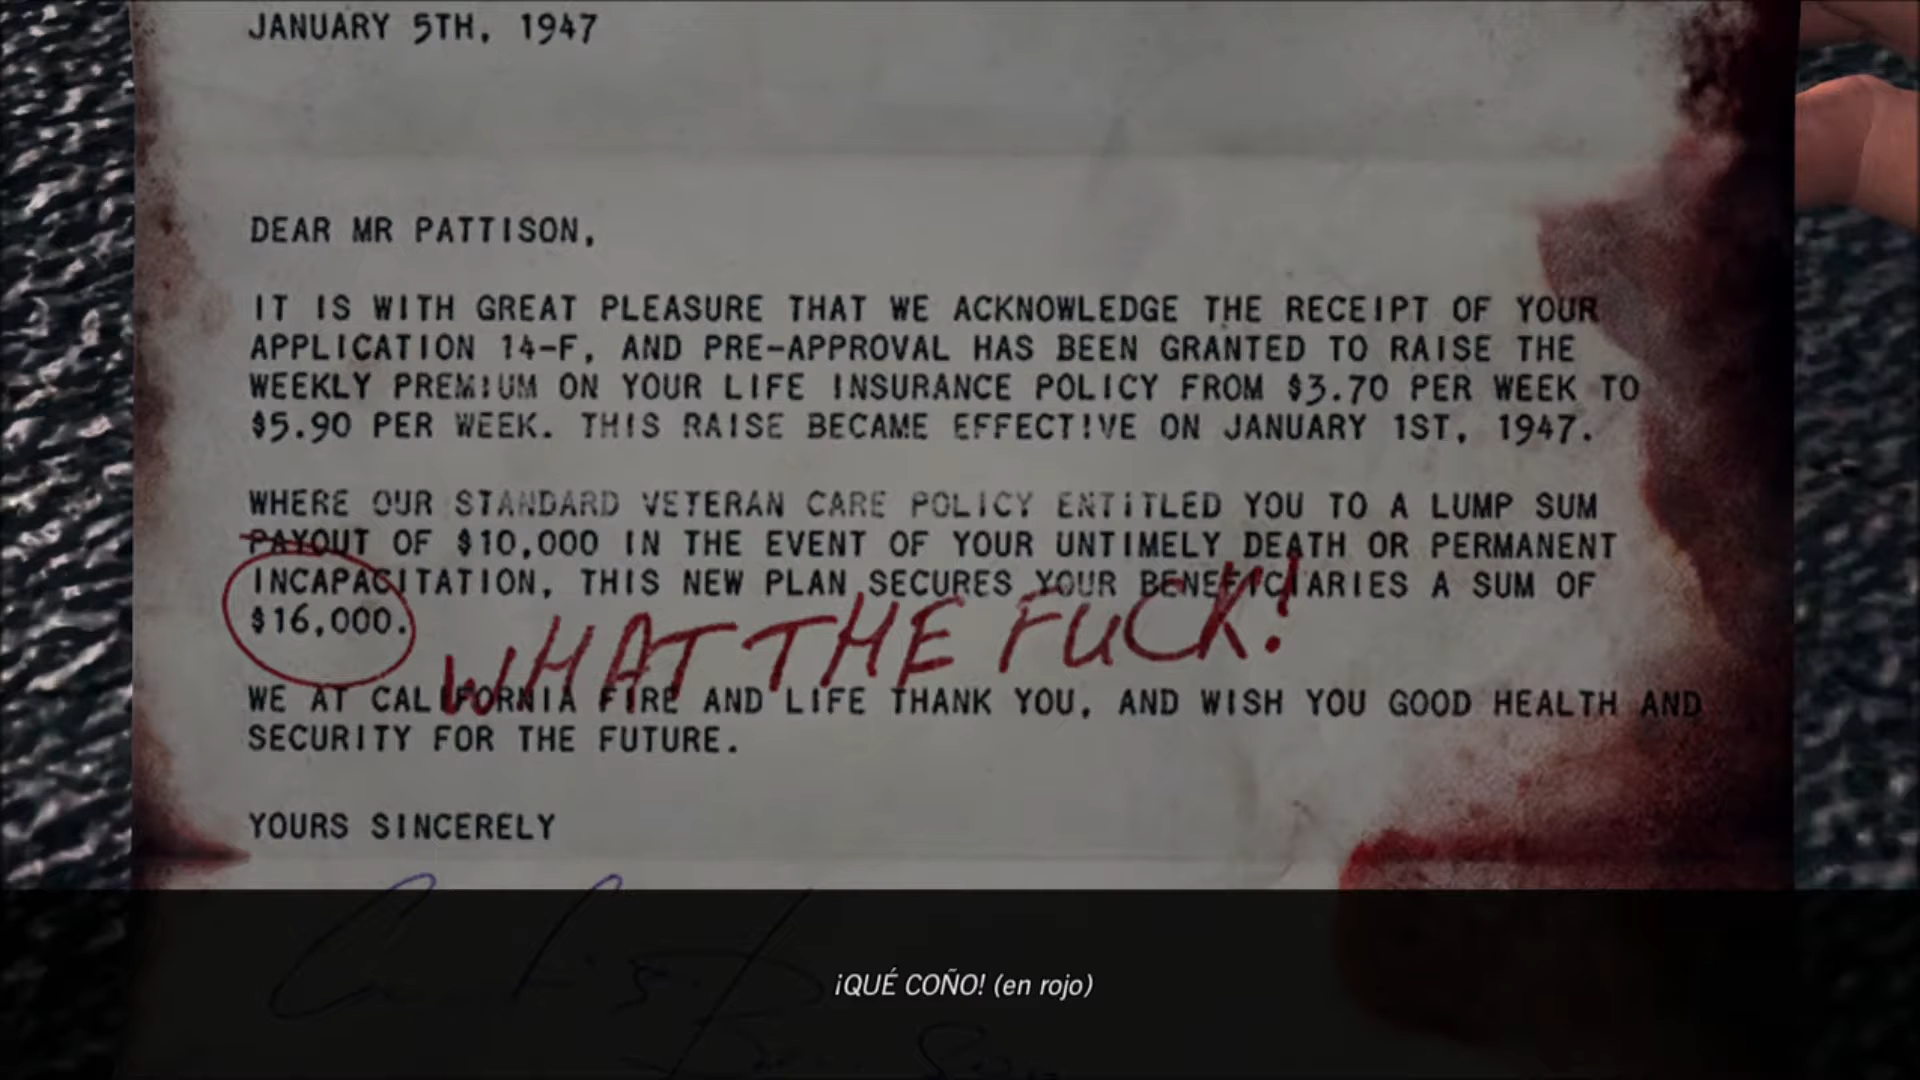 JANUARY 5TH, 1947
DEAR MR PATTISON,
IT IS WITH GREAT PLEASURE THAT WE ACKNOWLEDGE THE RECEIPT OF YOUR
APPLICATION 14-F, AND PRE-APPROVAL HAS BEEN GRANTED TO RAISE THE
WEEKLY PREMIUM ON YOUR LIFE INSURANCE POLICY FROM $3.70 PER WEEK TO
$5.90 PER WEEK. THIS RAISE BECAME EFFECTIVE ON JANUARY 1ST, 1947.
WHERE OUR STANDARD VETERAN CARE POLICY ENTITLED YOU TO A LUMP SUM
PAYOUT OF $10,000 IN THE EVENT OF YOUR UNTIMELY DEATH OR PERMANENT
INCAPACITATION, THIS NEW PLAN SECURES YOUR BENEFICIARIES A SUM OF
$16,000.
WHAT THE FUCK!
WE AT CALIFORNIA FIRE AND LIFE THANK YOU, AND WISH YOU GOOD HEALTH AND
SECURITY FOR THE FUTURE.
YOURS SINCERELY
¡QUÉ COÑO! (en rojo)